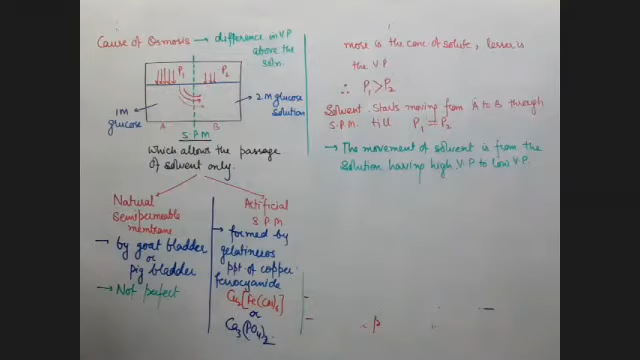 Cause of Osmosis → difference in V.P
above the
soln.
P1
P2
1M
glucose
A
B
2M glucose
solution
S.P.M
which allows the passage
of solvent only.
Natural
semipermeable
membrane
→ by goat bladder
or
pig bladder
→ Not perfect
Artificial
S.P.M.
→ formed by
gelatineos
ppt of copper
ferocyanide
Cu2[Fe(CN)6]
or
Ca3(PO4)2
more is the conc of solute, lesser is
the V.P
∴ P1 > P2
Solvent starts moving from A to B through
S.P.M. till P1 = P2
→ The movement of solvent is from the
solution having high V.P to low V.P.